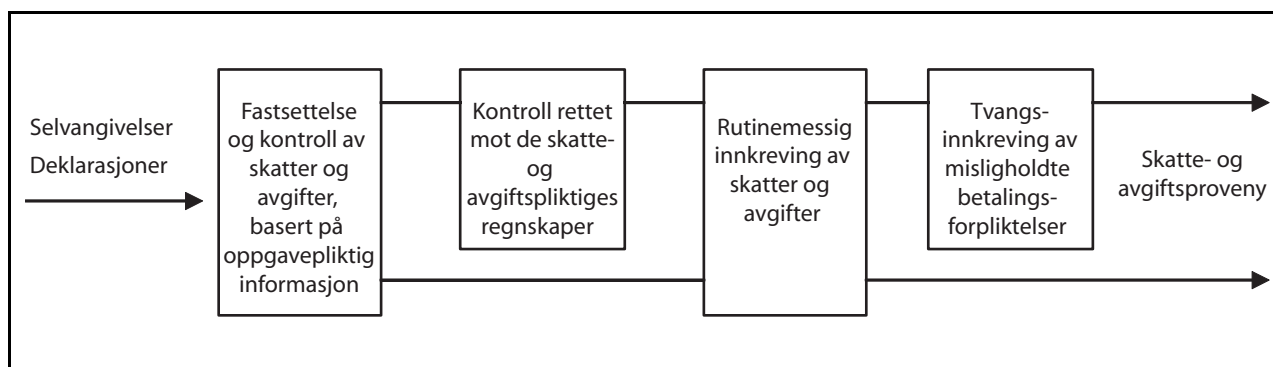 Selvangivelser
Deklarasjoner
Fastsettelse
og kontroll av
skatter og
avgifter,
basert på
oppgavepliktig
informasjon
Kontroll rettet
mot de skatte-
og
avgiftspliktiges
regnskaper
Rutinemessig
innkreving av
skatter og
avgifter
Tvangs-
innkreving av
misligholdte
betalings-
forpliktelser
Skatte- og
avgiftsproveny